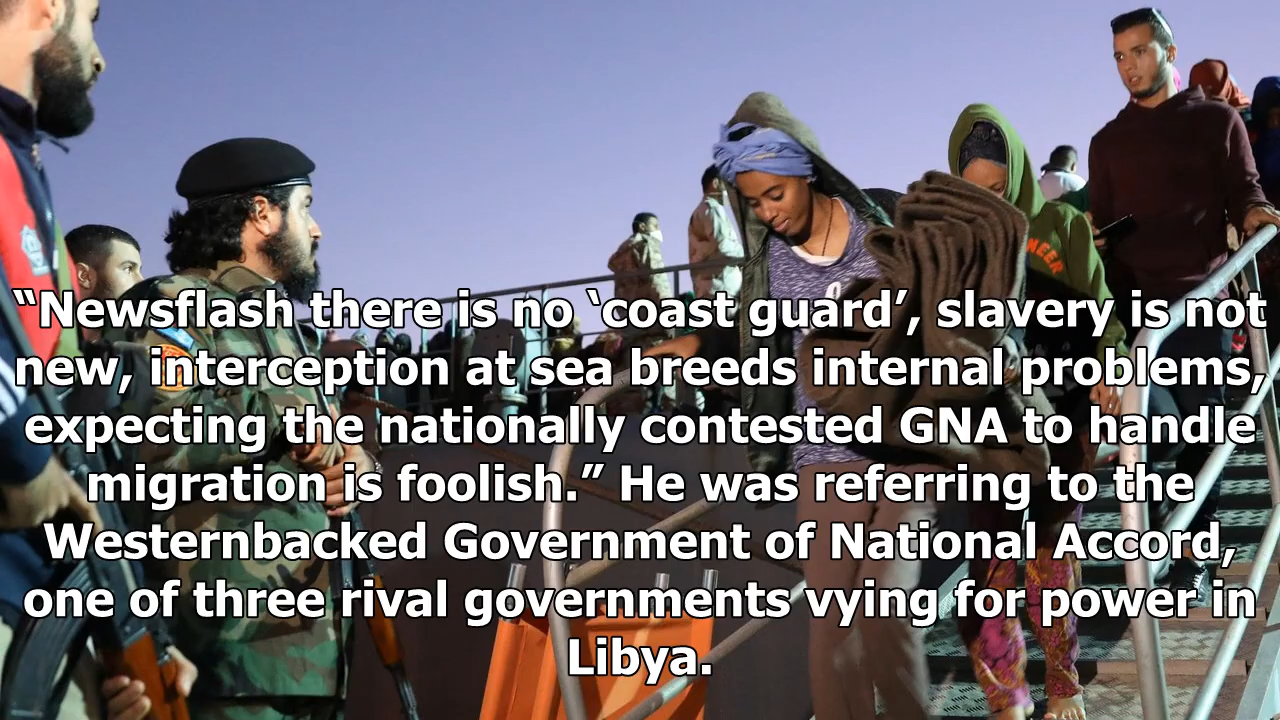 “Newsflash there is no ‘coast guard’, slavery is not
new, interception at sea breeds internal problems,
expecting the nationally contested GNA to handle
migration is foolish.” He was referring to the
Westernbacked Government of National Accord,
one of three rival governments vying for power in
Libya.